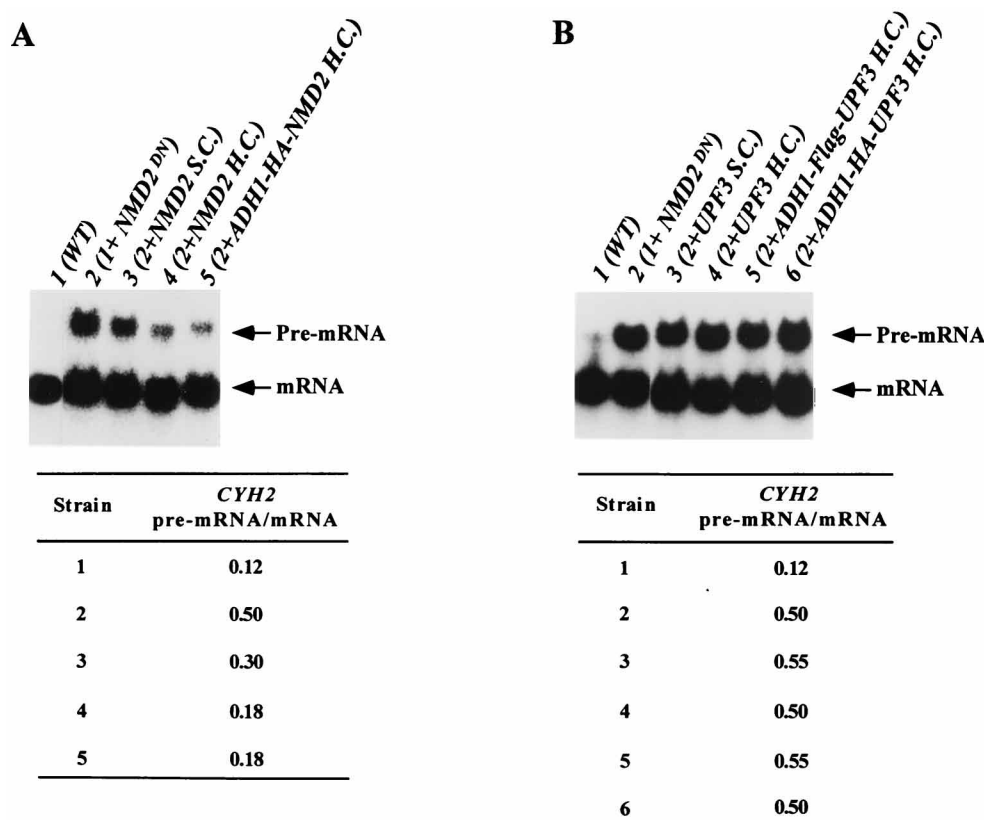 A
1 (WT)
2 (1+ NMD2 DN)
3 (2+NMD2 S.C.)
4 (2+NMD2 H.C.)
5 (2+ADH1-HA-NMD2 H.C.)
Pre-mRNA
mRNA
Strain CYH2 pre-mRNA/mRNA
1 0.12
2 0.50
3 0.30
4 0.18
5 0.18
B
1 (WT)
2 (1+ NMD2 DN)
3 (2+UPF3 S.C.)
4 (2+UPF3 H.C.)
5 (2+ADH1-Flag-UPF3 H.C.)
6 (2+ADH1-HA-UPF3 H.C.)
Pre-mRNA
mRNA
Strain CYH2 pre-mRNA/mRNA
1 0.12
2 0.50
3 0.55
4 0.50
5 0.55
6 0.50